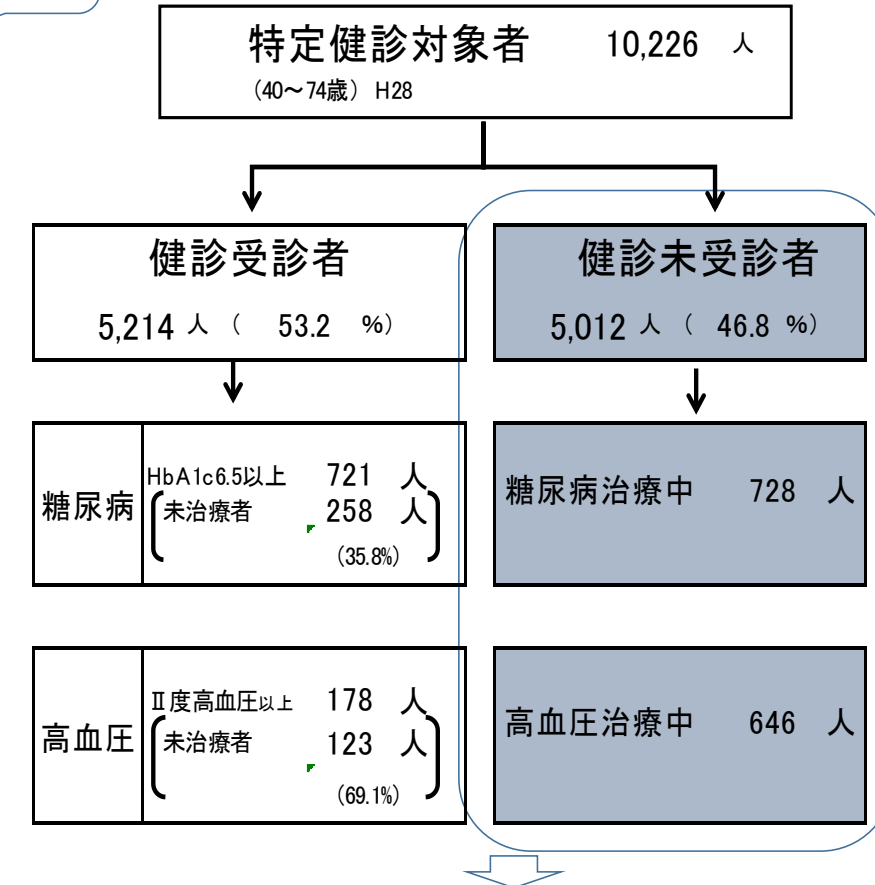 特定健診対象者 10,226 人
(40～74歳) H28
健診受診者
5,214 人 ( 53.2 %)
健診未受診者
5,012 人 ( 46.8 %)
糖尿病
HbA1c6.5以上 721 人
未治療者 258 人
(35.8%)
糖尿病治療中 728 人
高血圧
Ⅱ度高血圧以上 178 人
未治療者 123 人
(69.1%)
高血圧治療中 646 人